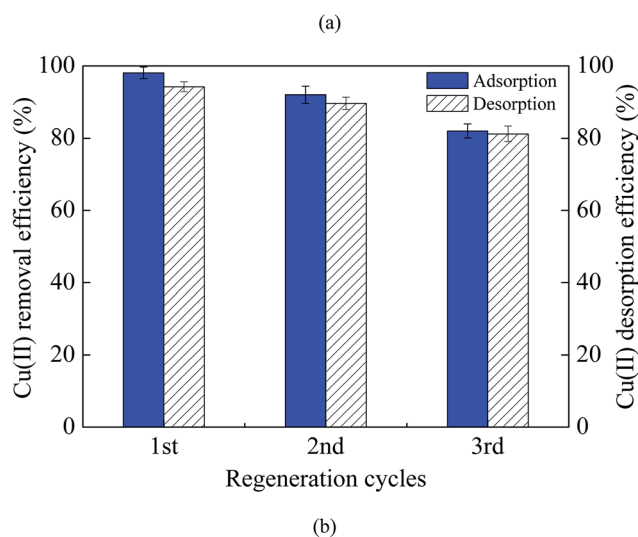 (a)
Cu(II) removal efficiency (%)
100
80
60
40
20
0
Adsorption
Desorption
100
80
60
40
20
0
Cu(II) desorption efficiency (%)
1st 2nd 3rd
Regeneration cycles
(b)